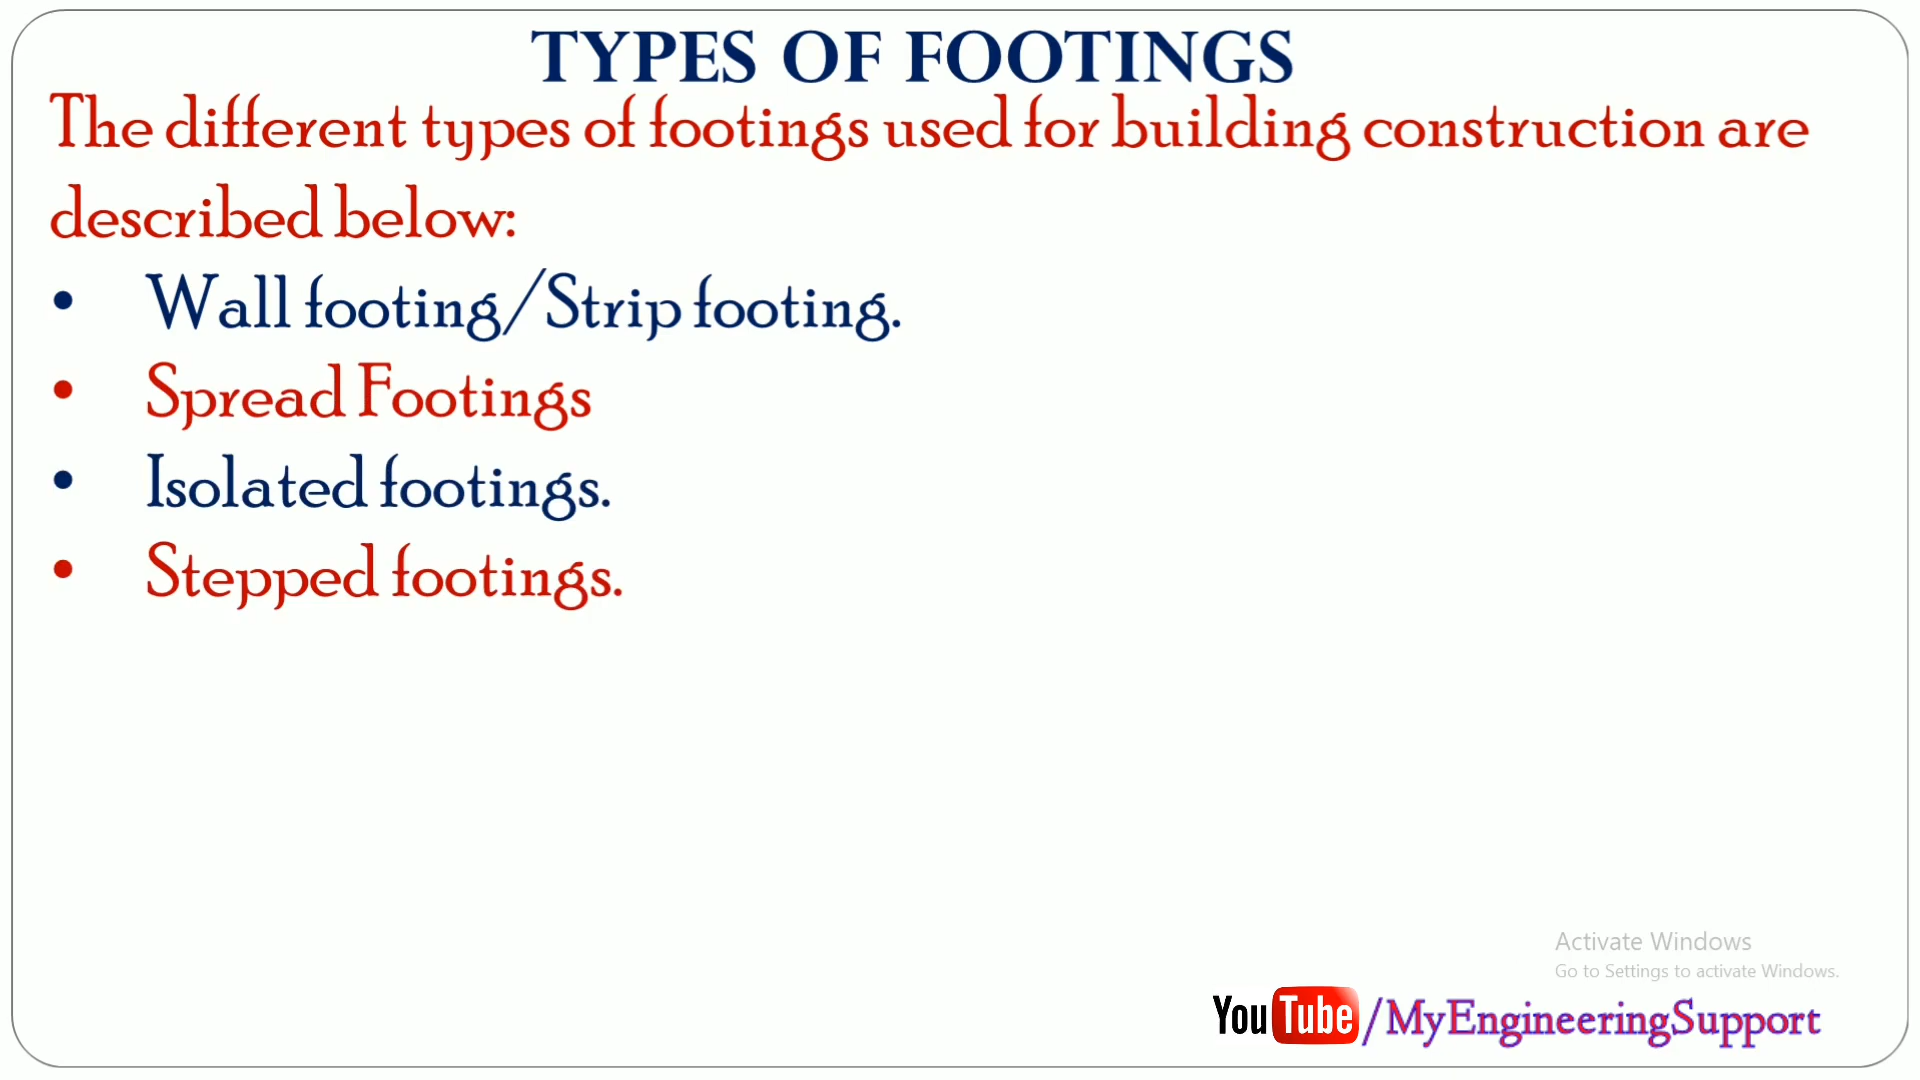 TYPES OF FOOTINGS
The different types of footings used for building construction are
described below:
• Wall footing/Strip footing.
• Spread Footings
• Isolated footings.
• Stepped footings.
Activate Windows
Go to Settings to activate Windows.
YouTube/MyEngineeringSupport